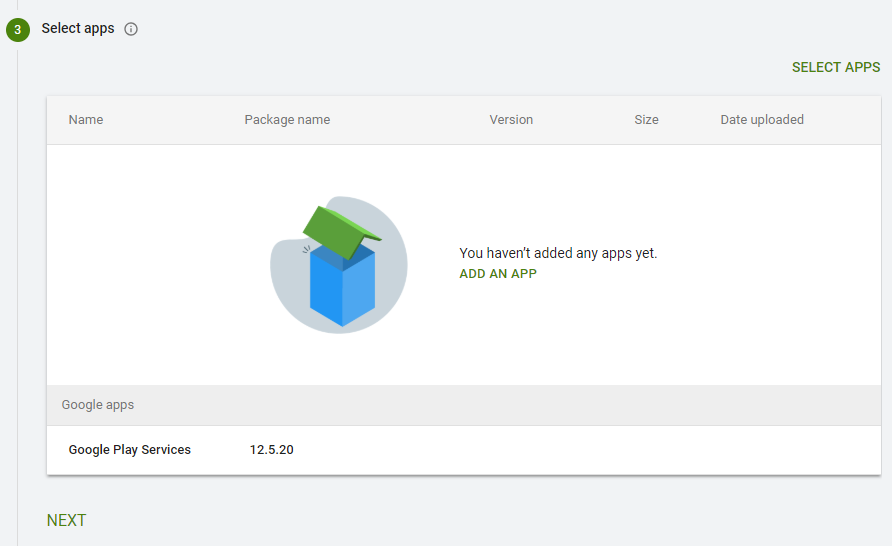 3 Select apps
SELECT APPS
Name Package name Version Size Date uploaded
You haven't added any apps yet.
ADD AN APP
Google apps
Google Play Services 12.5.20
NEXT